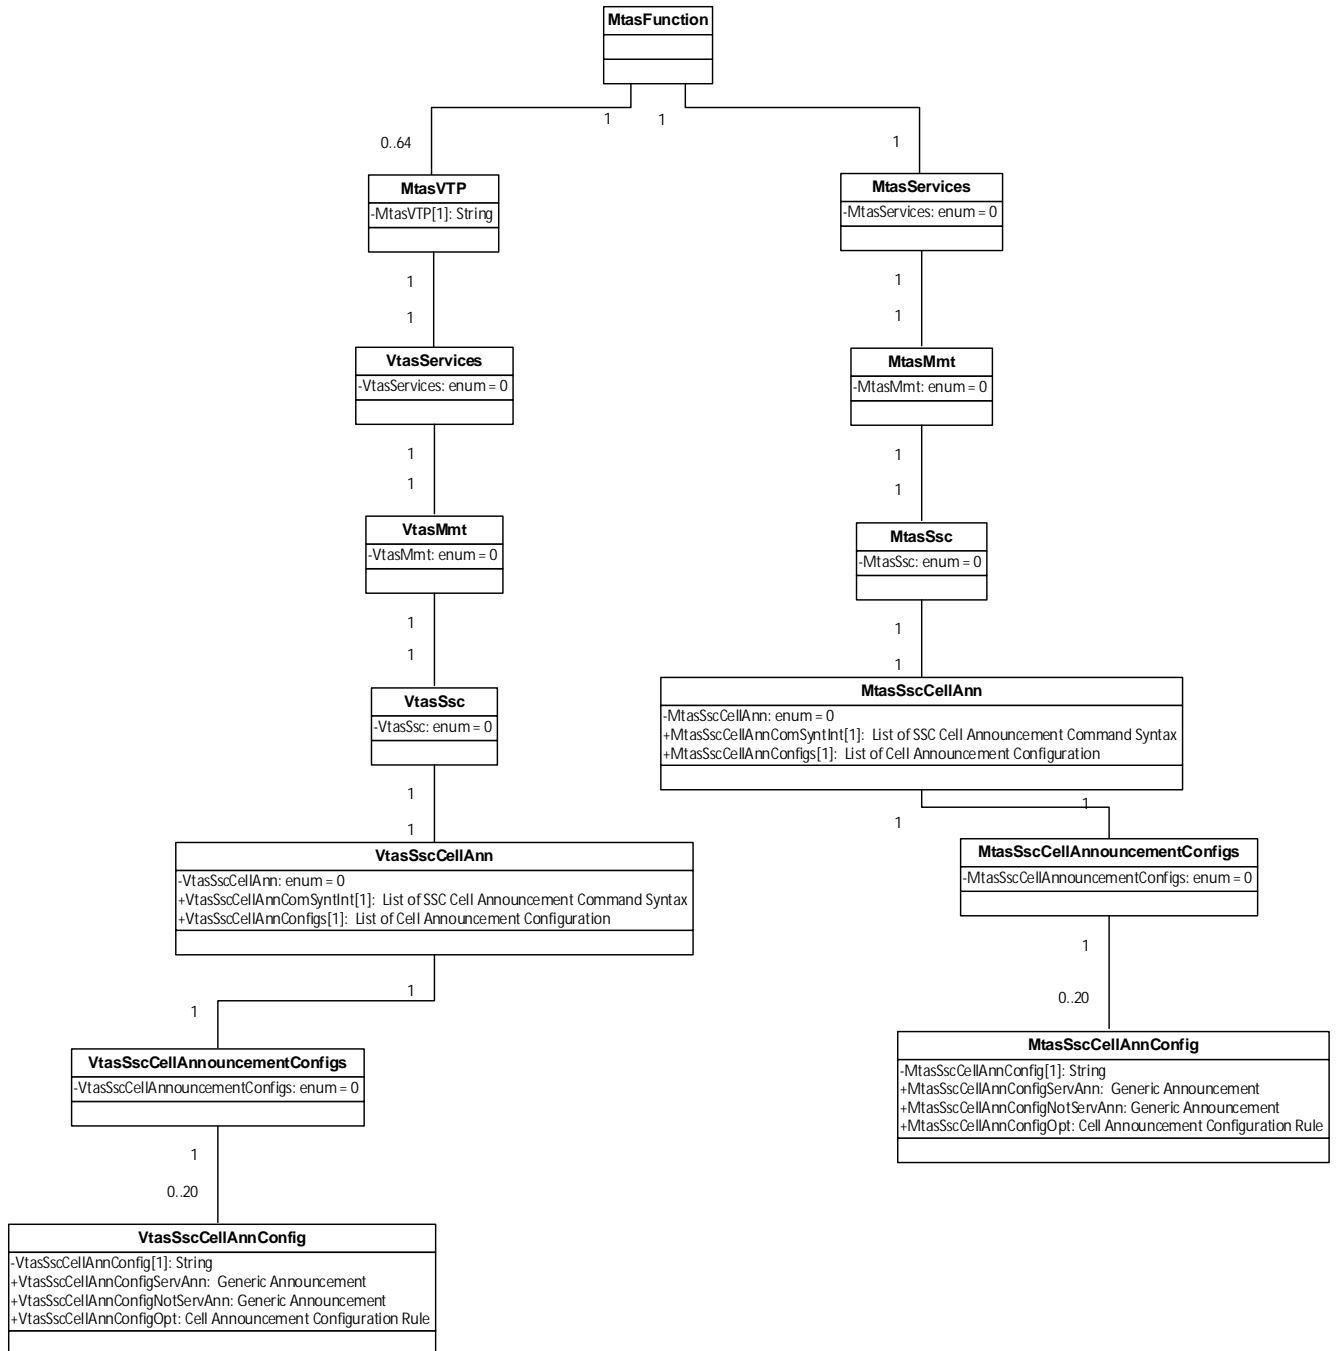 MtasFunction
1
1
0..64
1
MtasVTP
-MtasVTP[1]: String
MtasServices
-MtasServices: enum = 0
1
1
1
1
VtasServices
-VtasServices: enum = 0
MtasMmt
-MtasMmt: enum = 0
1
1
1
1
VtasMmt
-VtasMmt: enum = 0
MtasSsc
-MtasSsc: enum = 0
1
1
1
1
VtasSsc
-VtasSsc: enum = 0
MtasSscCellAnn
-MtasSscCellAnn: enum = 0
+MtasSscCellAnnComSyntInt[1]: List of SSC Cell Announcement Command Syntax
+MtasSscCellAnnConfigs[1]: List of Cell Announcement Configuration
1
1
1
1
VtasSscCellAnn
-VtasSscCellAnn: enum = 0
+VtasSscCellAnnComSyntInt[1]: List of SSC Cell Announcement Command Syntax
+VtasSscCellAnnConfigs[1]: List of Cell Announcement Configuration
MtasSscCellAnnouncementConfigs
-MtasSscCellAnnouncementConfigs: enum = 0
1
1
1
0..20
VtasSscCellAnnouncementConfigs
-VtasSscCellAnnouncementConfigs: enum = 0
MtasSscCellAnnConfig
-MtasSscCellAnnConfig[1]: String
+MtasSscCellAnnConfigServAnn: Generic Announcement
+MtasSscCellAnnConfigNotServAnn: Generic Announcement
+MtasSscCellAnnConfigOpt: Cell Announcement Configuration Rule
1
0..20
VtasSscCellAnnConfig
-VtasSscCellAnnConfig[1]: String
+VtasSscCellAnnConfigServAnn: Generic Announcement
+VtasSscCellAnnConfigNotServAnn: Generic Announcement
+VtasSscCellAnnConfigOpt: Cell Announcement Configuration Rule